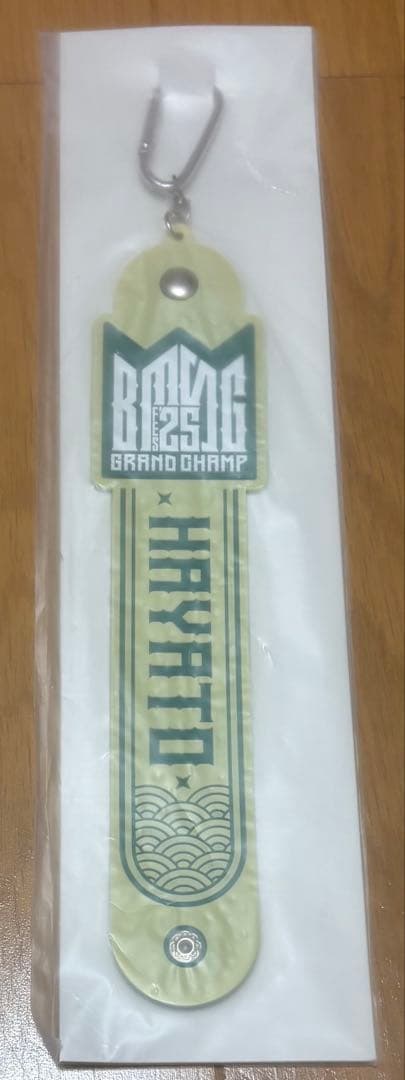 BMSG
FES
'25
GRAND CHAMP
HAYATO